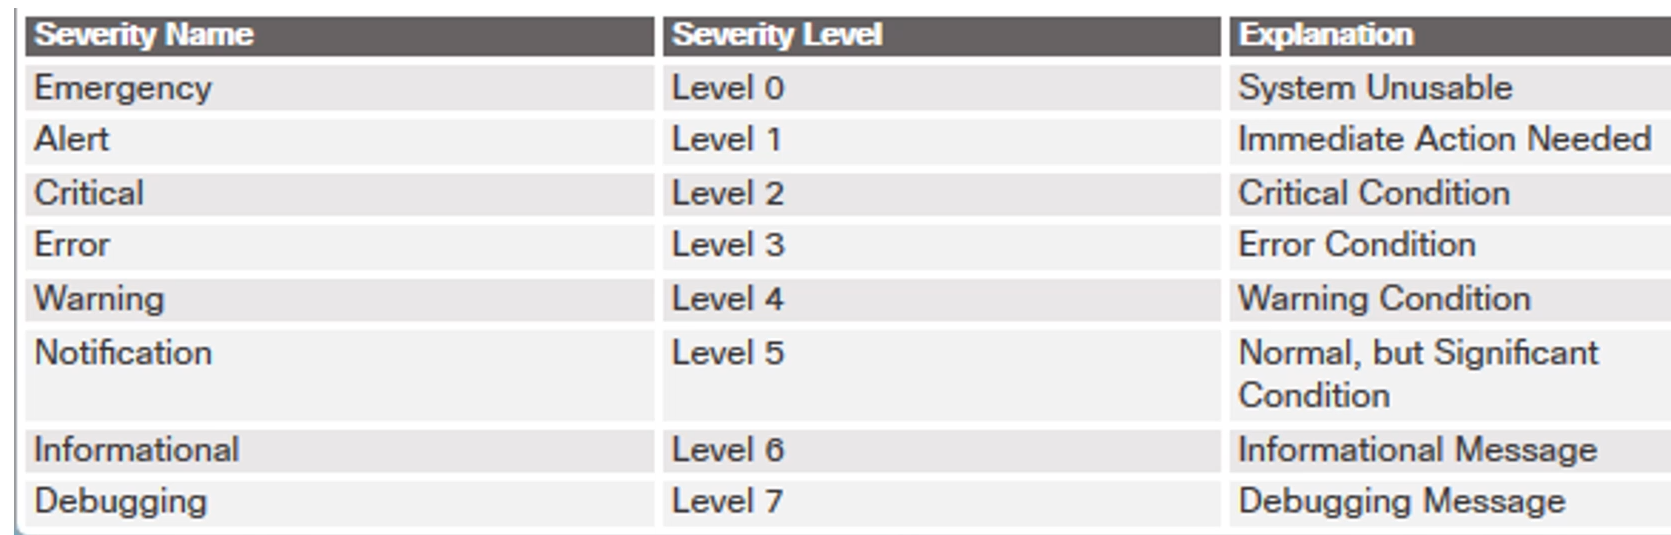 Severity Name Severity Level Explanation
Emergency Level 0 System Unusable
Alert Level 1 Immediate Action Needed
Critical Level 2 Critical Condition
Error Level 3 Error Condition
Warning Level 4 Warning Condition
Notification Level 5 Normal, but Significant
Condition
Informational Level 6 Informational Message
Debugging Level 7 Debugging Message